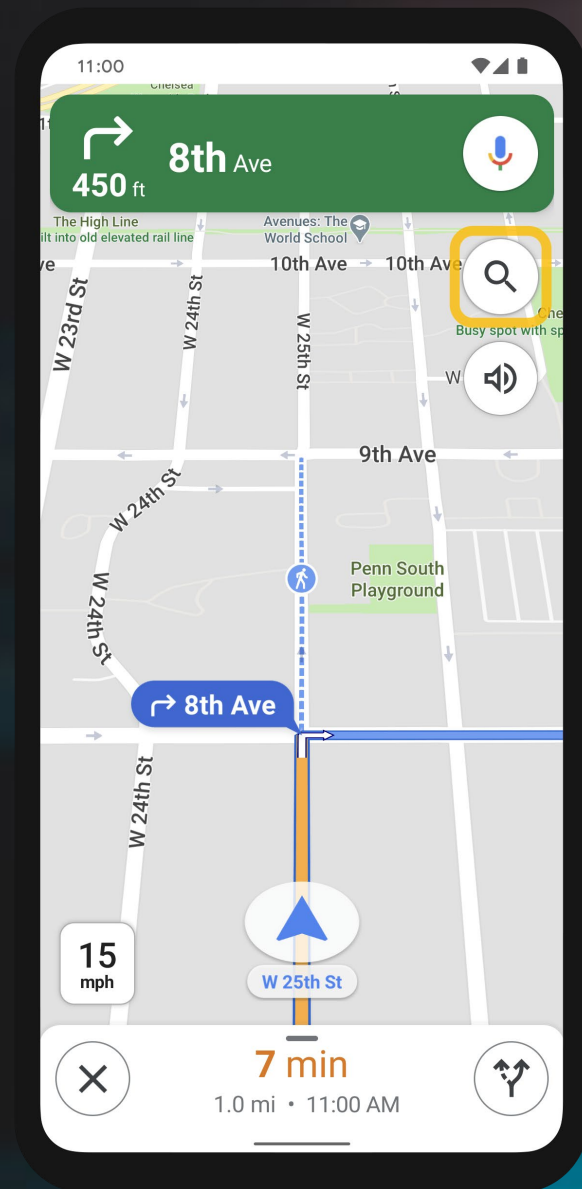 11:00
Chelsea
8th Ave
450 ft
The High Line
ilt into old elevated rail line
Avenues: The
World School
ve
10th Ave
10th Ave
Che
Busy spot with sp
W 23rd St
W 24th St
W 25th St
W
9th Ave
W 24th St
W 24th St
Penn South
Playground
8th Ave
W 24th St
15
mph
W 25th St
7 min
1.0 mi • 11:00 AM